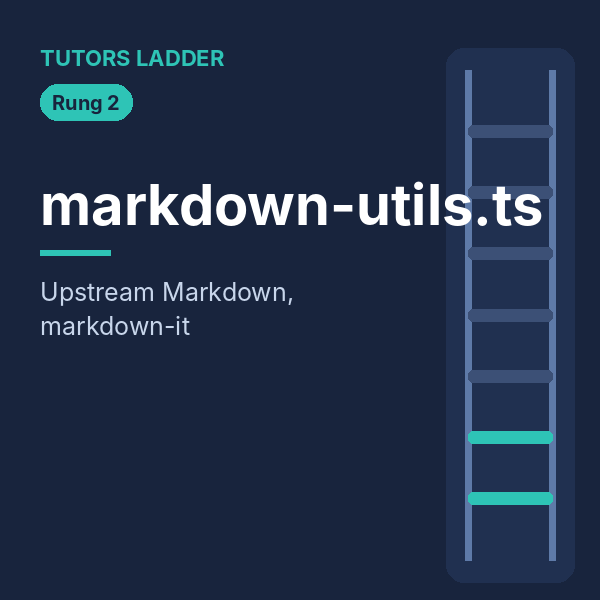 TUTORS LADDER
Rung 2
markdown-utils.ts
Upstream Markdown,
markdown-it